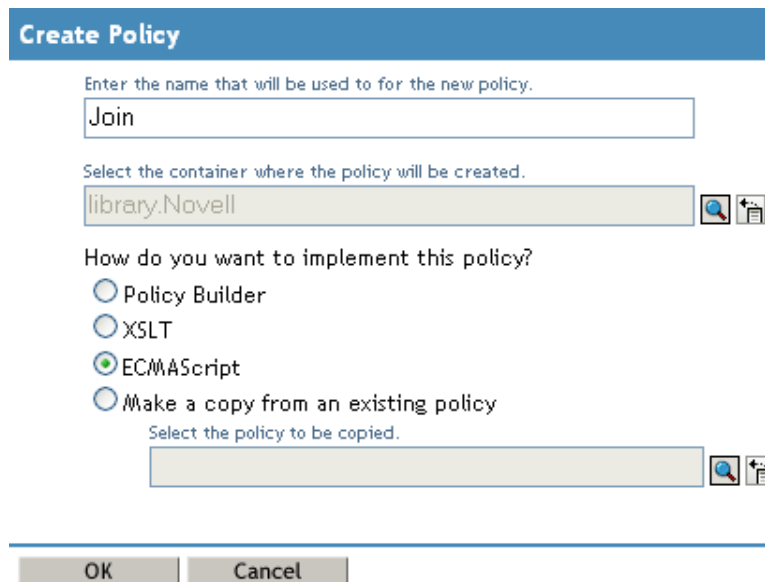 Create Policy
Enter the name that will be used to for the new policy.
Join
Select the container where the policy will be created.
library.Novell
How do you want to implement this policy?
Policy Builder
XSLT
ECMAScript
Make a copy from an existing policy
Select the policy to be copied.
OK Cancel